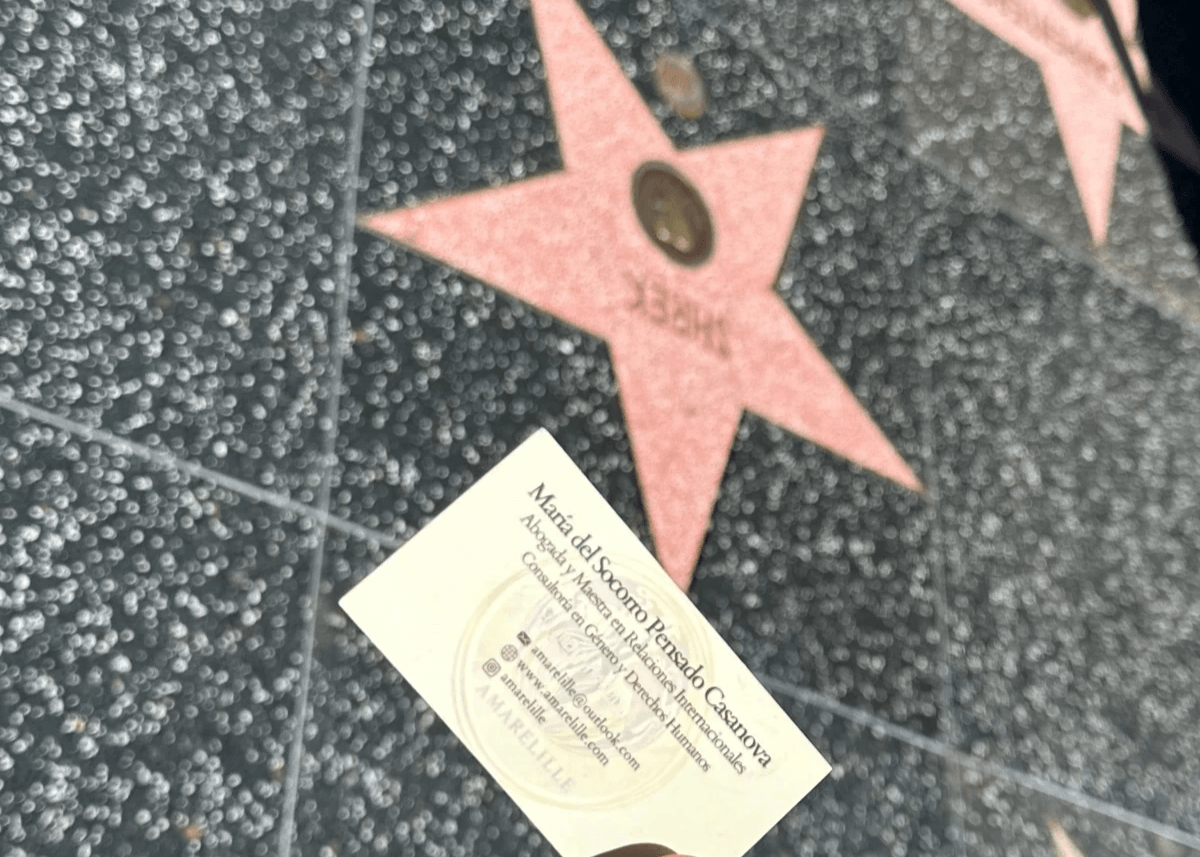 SHREK
María del Socorro Pensado Casanova
Abogada y Maestra en Relaciones Internacionales
Consultoría en Género y Derechos Humanos
amarelille@outlook.com
www.amarelille.com
amarelille
AMARELILLE